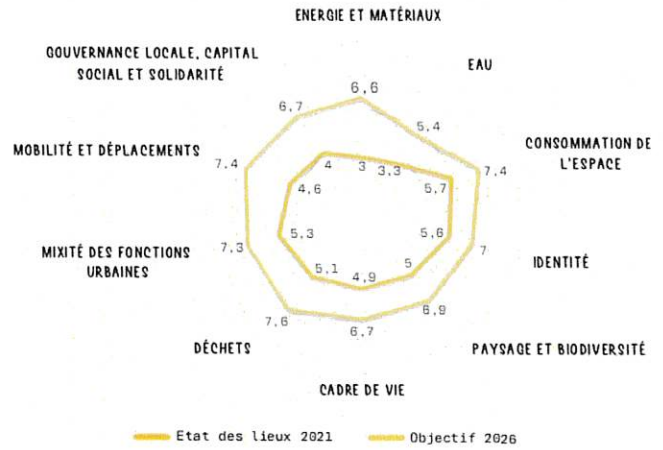 ENERGIE ET MATÉRIAUX
GOUVERNANCE LOCALE, CAPITAL
SOCIAL ET SOLIDARITÉ
EAU
6,6
6,7
5,4
CONSOMMATION DE
L'ESPACE
MOBILITÉ ET DÉPLACEMENTS
7.4
4
3
3.3
7.4
4,6
5.7
5.3
5.6
7.3
7
MIXITÉ DES FONCTIONS
URBAINES
IDENTITÉ
5.1
4,9
5
7.6
6.7
6,9
DÉCHETS
PAYSAGE ET BIODIVERSITÉ
CADRE DE VIE
Etat des lieux 2021
Objectif 2026